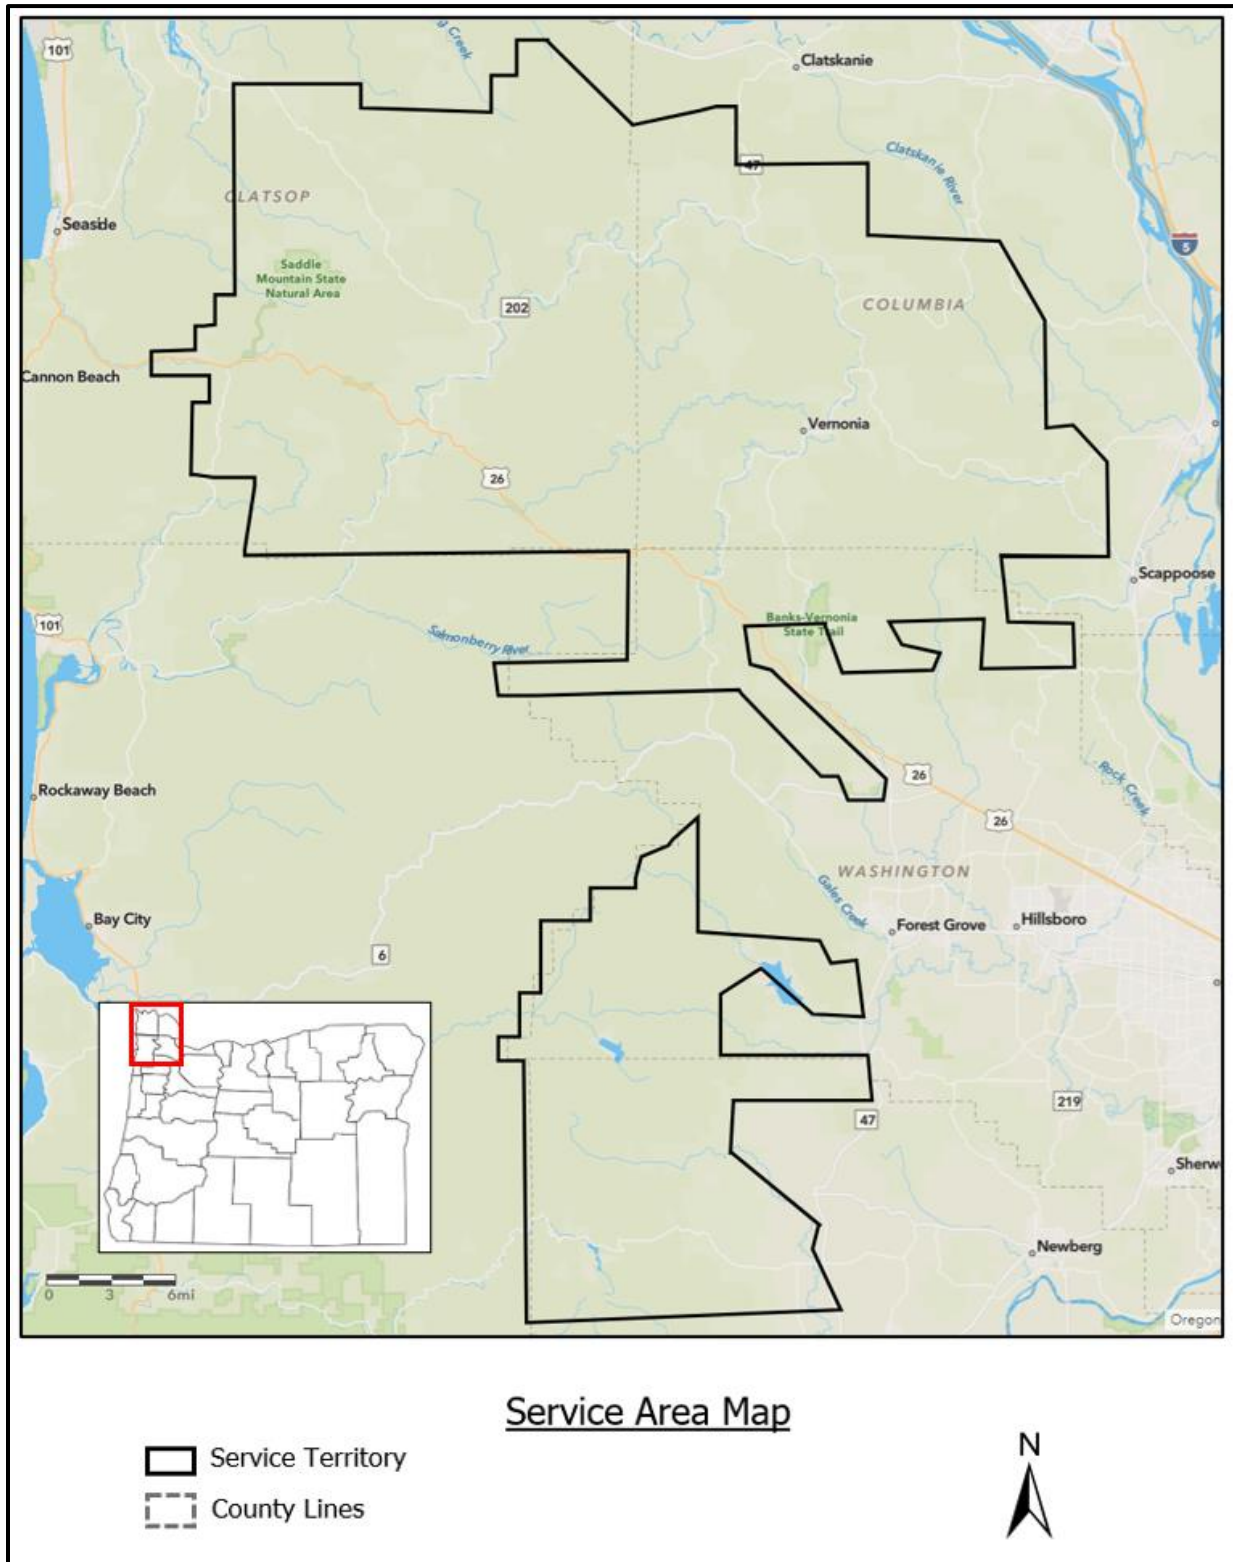 g Creek
101
Clatskanie
47
Clatskanie River
CLATSOP
Seaside
5
Saddle
Mountain State
Natural Area
202
COLUMBIA
Cannon Beach
Vernonia
26
Scappoose
101
Banks-Vernonia
State Trail
Salmonberry River
26
Rock Creek
Rockaway Beach
26
WASHINGTON
Gales Creek
Bay City
Forest Grove
Hillsboro
6
219
47
Sherw
Newberg
0 3 6mi
Oregon
Service Area Map
Service Territory
County Lines
N